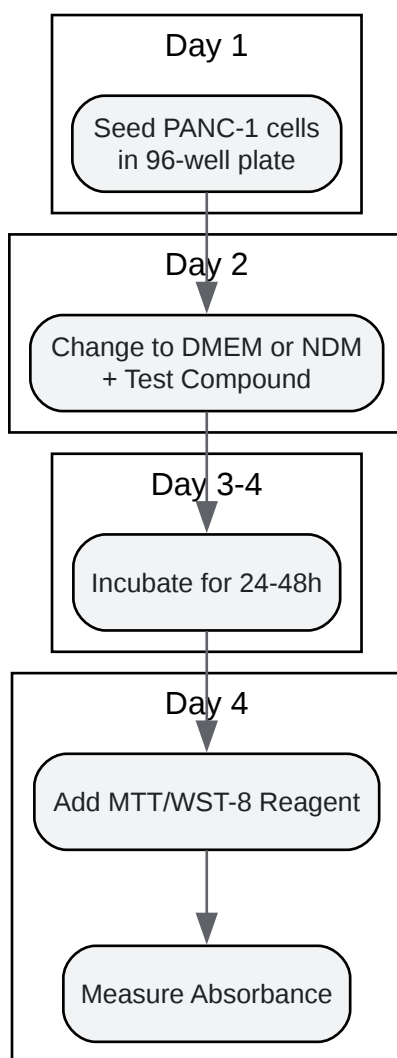 Day 1
Seed PANC-1 cells
in 96-well plate
Day 2
Change to DMEM or NDM
+ Test Compound
Day 3-4
Incubate for 24-48h
Day 4
Add MTT/WST-8 Reagent
Measure Absorbance